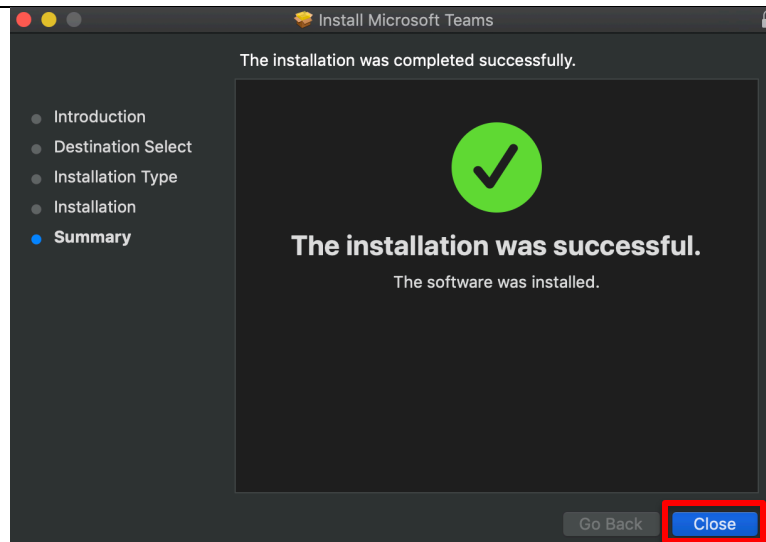 Install Microsoft Teams
The installation was completed successfully.
Introduction
Destination Select
Installation Type
Installation
Summary
The installation was successful.
The software was installed.
Go Back
Close